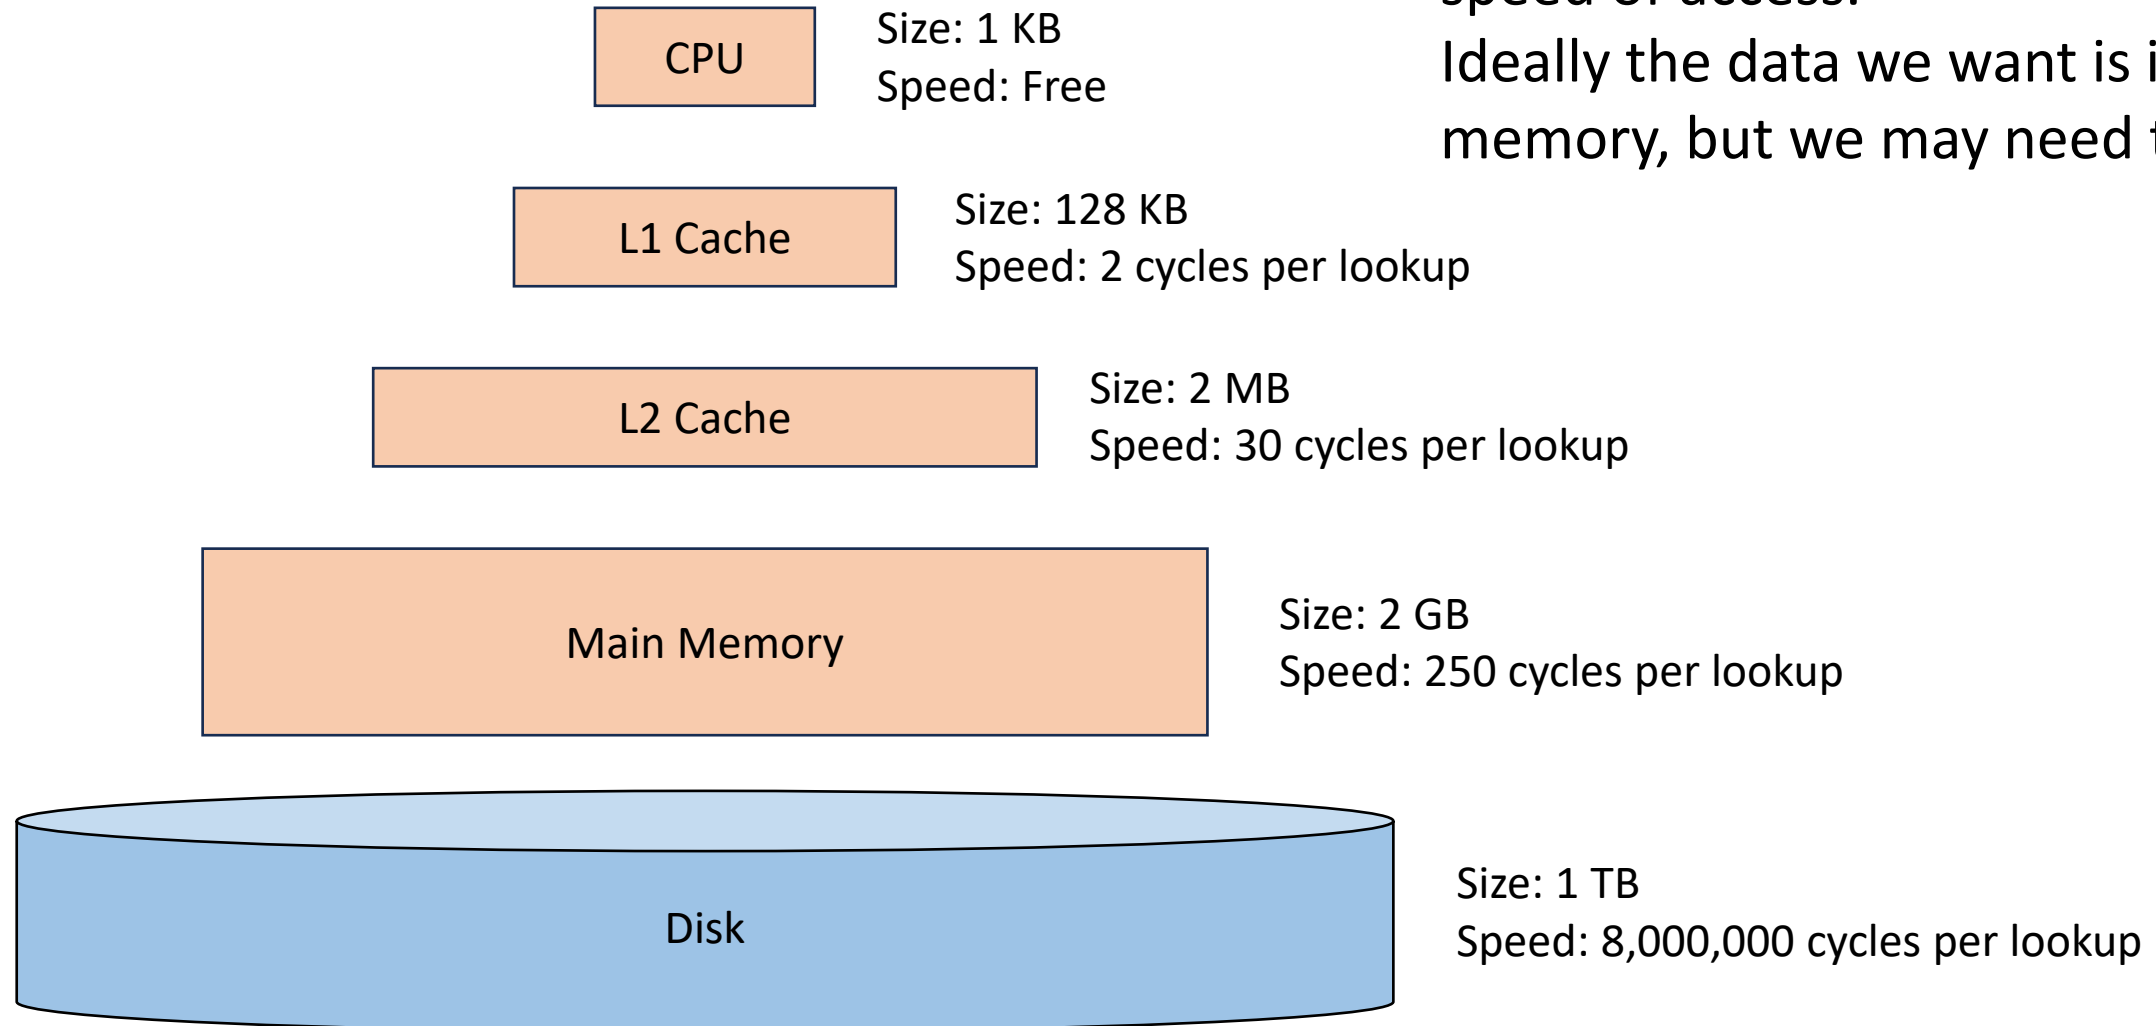 speed of access.
Ideally the data we want is
memory, but we may need
CPU
Size: 1 KB
Speed: Free
L1 Cache
Size: 128 KB
Speed: 2 cycles per lookup
L2 Cache
Size: 2 MB
Speed: 30 cycles per lookup
Main Memory
Size: 2 GB
Speed: 250 cycles per lookup
Disk
Size: 1 TB
Speed: 8,000,000 cycles per lookup